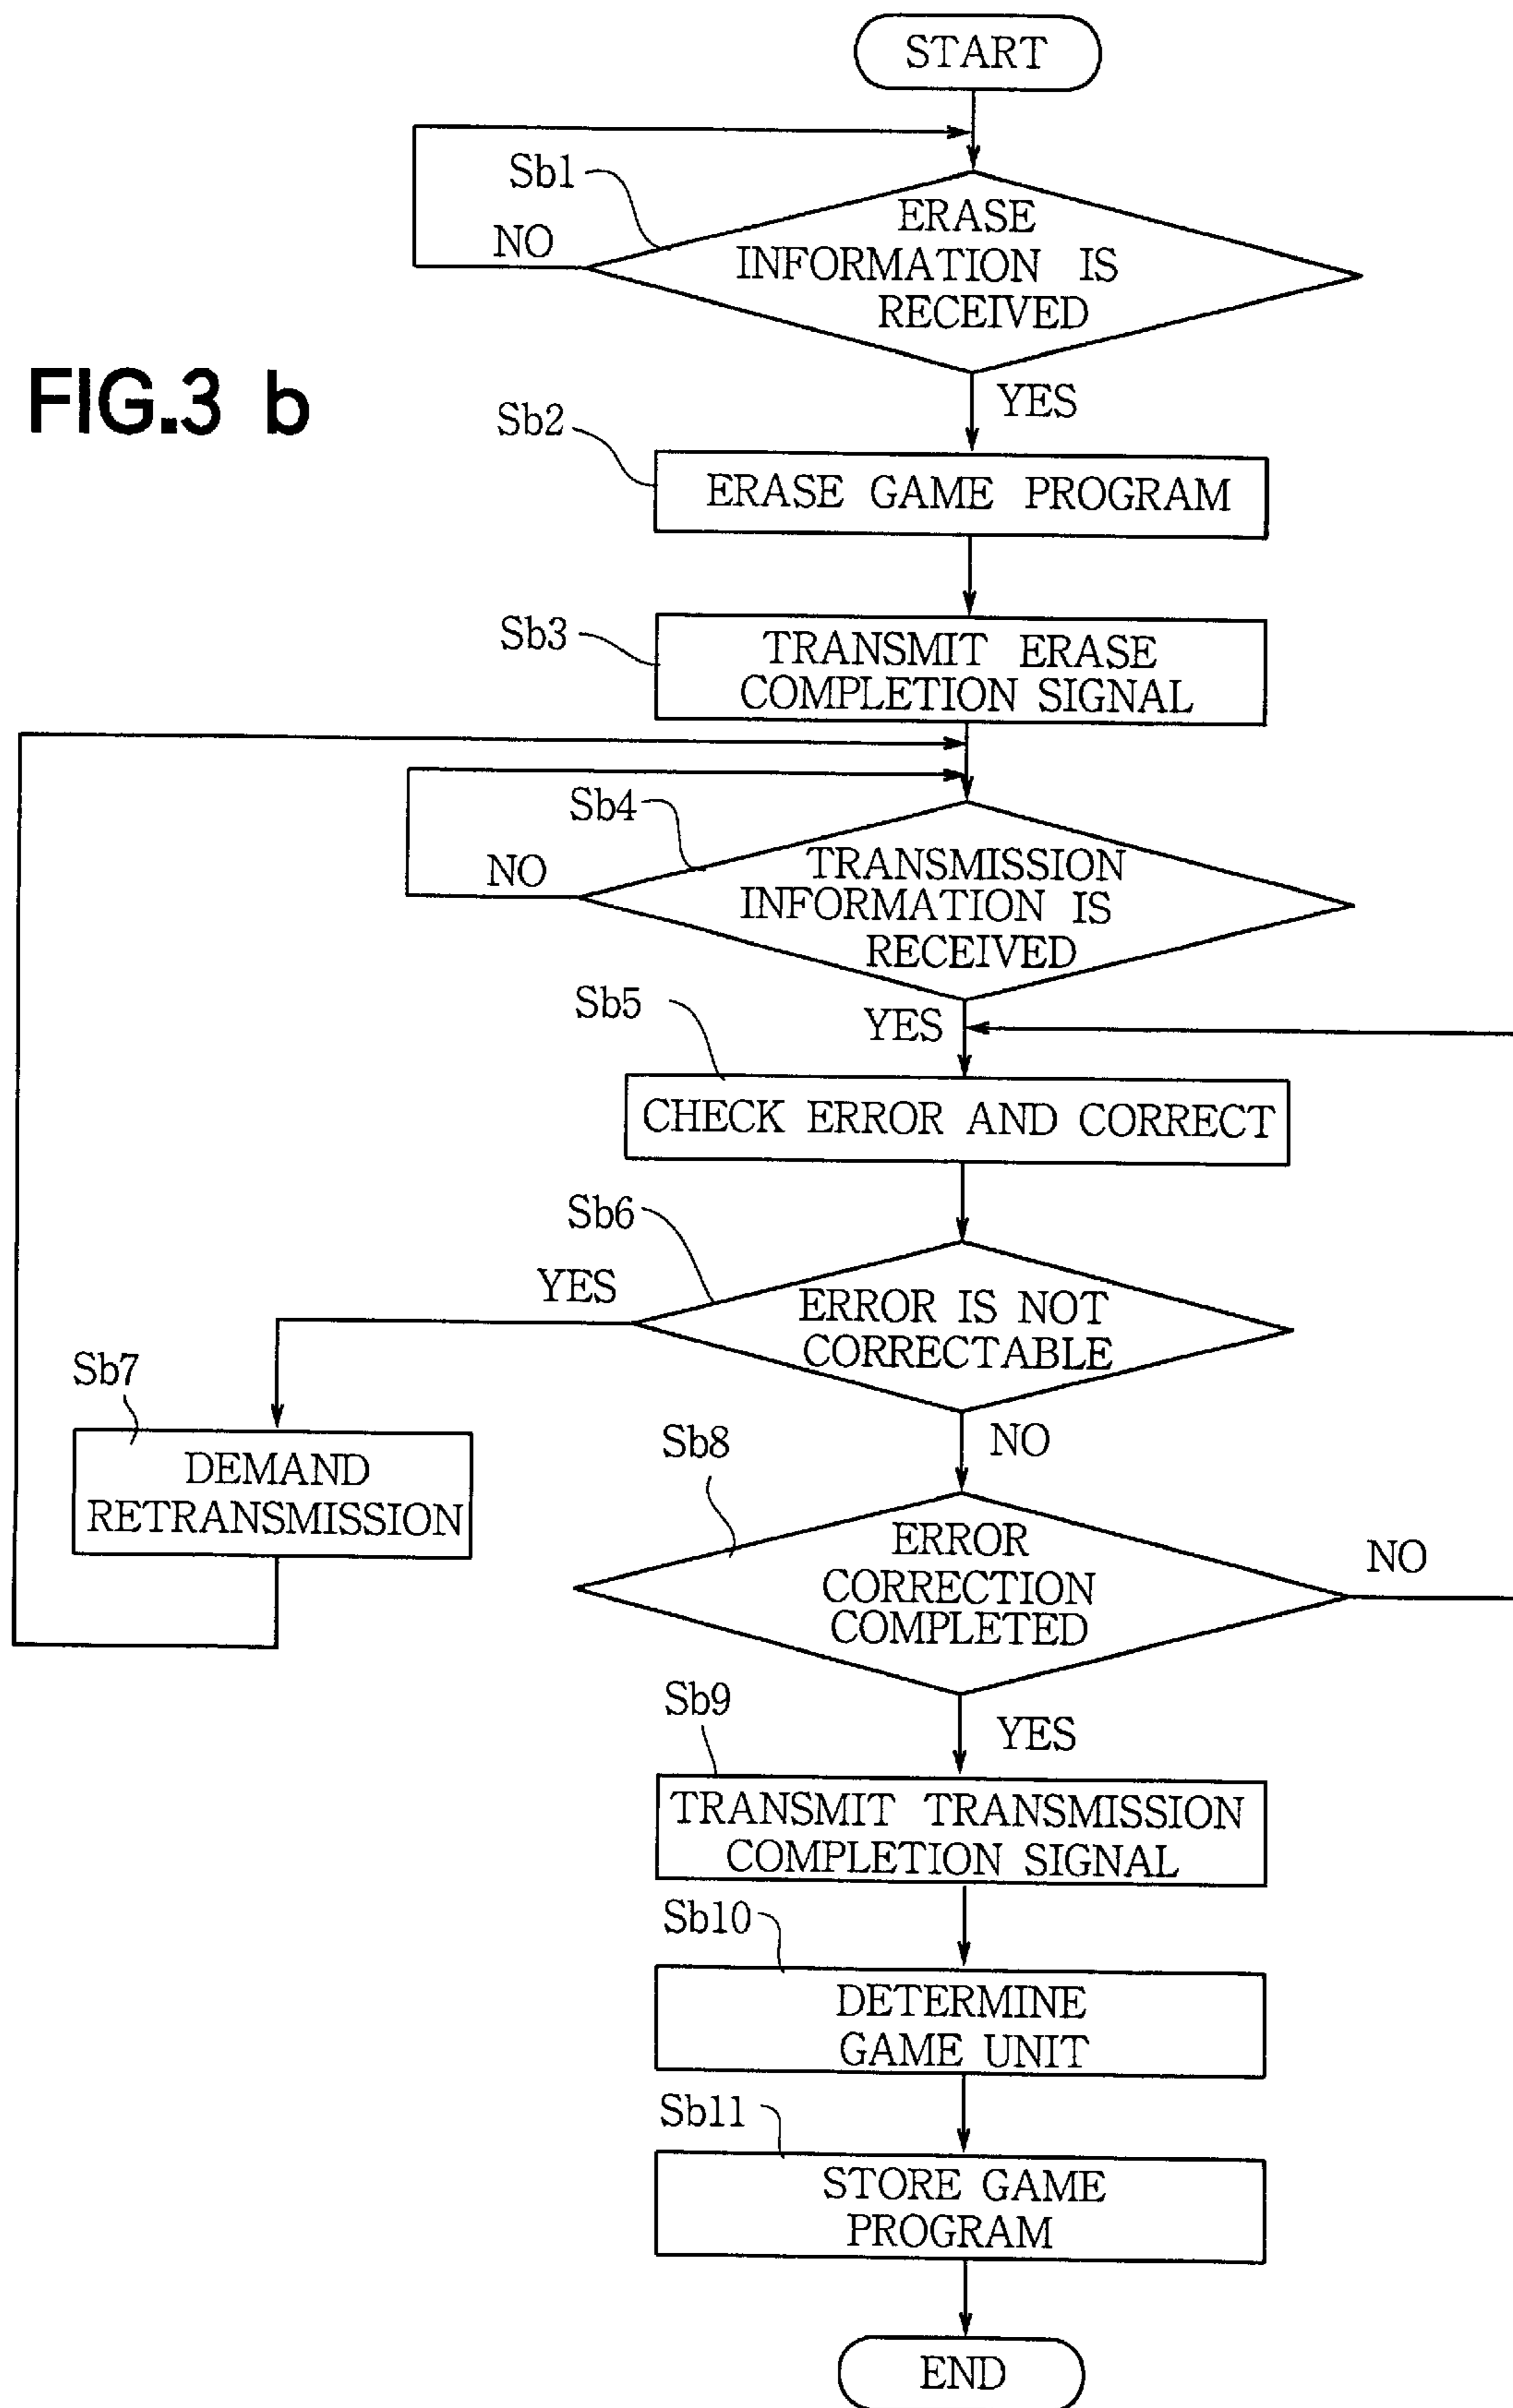 START
Sb1
NO
ERASE
INFORMATION IS
RECEIVED
FIG.3 b
YES
Sb2
ERASE GAME PROGRAM
Sb3
TRANSMIT ERASE
COMPLETION SIGNAL
Sb4
NO
TRANSMISSION
INFORMATION IS
RECEIVED
Sb5
YES
CHECK ERROR AND CORRECT
Sb6
YES
ERROR IS NOT
CORRECTABLE
Sb7
DEMAND
RETRANSMISSION
NO
Sb8
ERROR
CORRECTION
COMPLETED
NO
Sb9
YES
TRANSMIT TRANSMISSION
COMPLETION SIGNAL
Sb10
DETERMINE
GAME UNIT
Sb11
STORE GAME
PROGRAM
END